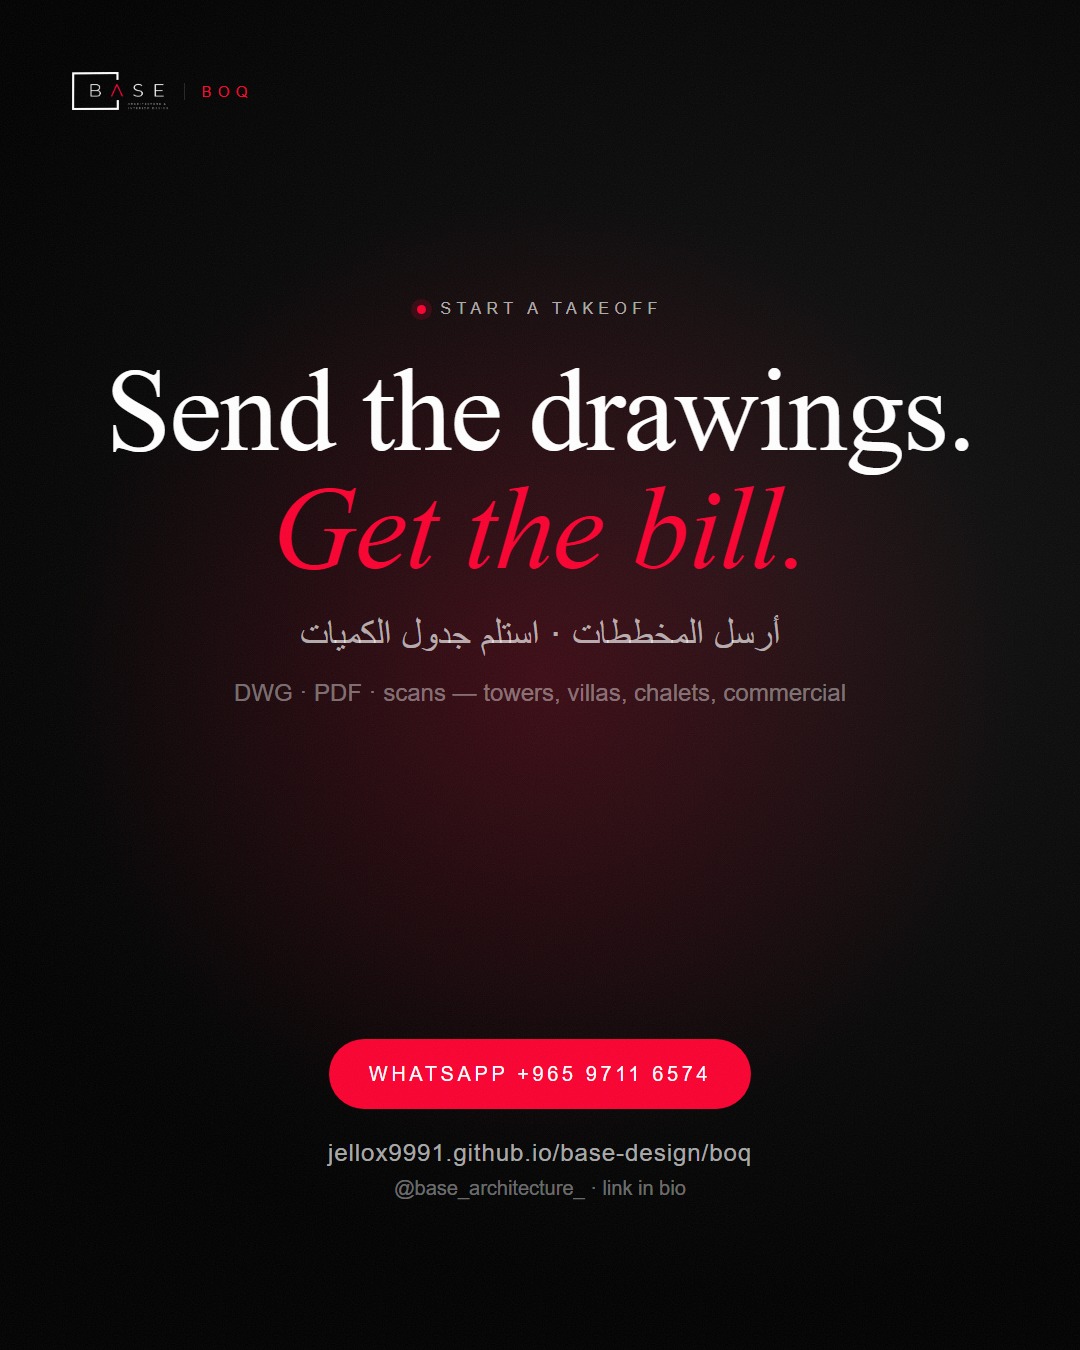 BASE | BOQ
START A TAKEOFF
Send the drawings.
Get the bill.
أرسل المخططات · استلم جدول الكميات
DWG · PDF · scans — towers, villas, chalets, commercial
WHATSAPP +965 9711 6574
jellox9991.github.io/base-design/boq
@base_architecture_ · link in bio